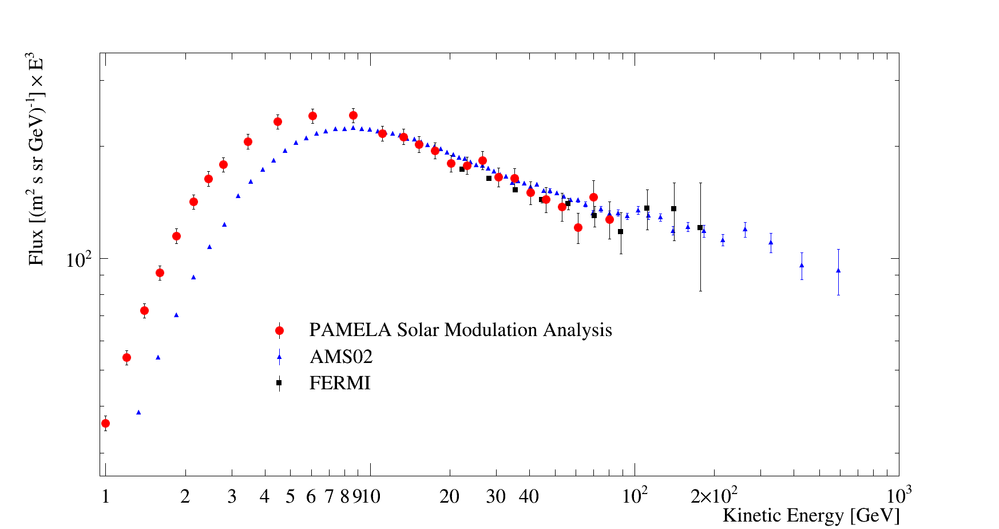 Flux [(m² s sr GeV)⁻¹] × E³
10²
PAMELA Solar Modulation Analysis
AMS02
FERMI
1 2 3 4 5 6 7 8 9 10 20 30 40 10² 2×10² 10³
Kinetic Energy [GeV]